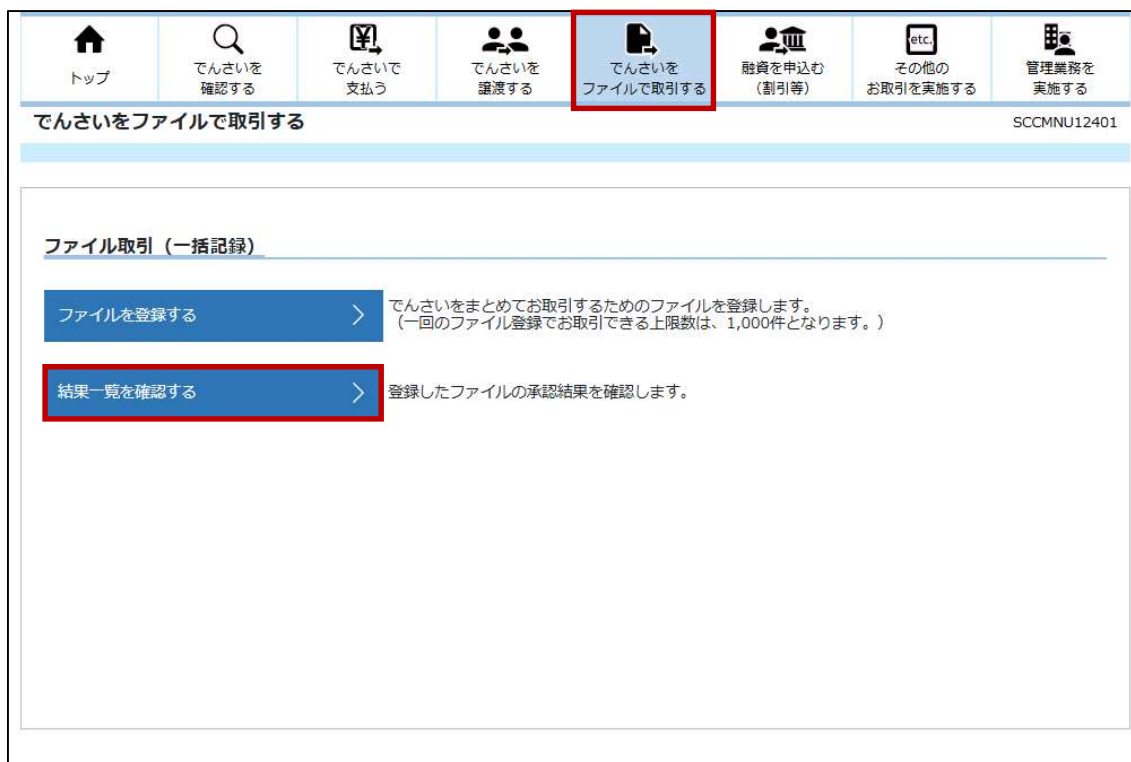 トップ
でんさいを
確認する
でんさいで
支払う
でんさいを
譲渡する
でんさいを
ファイルで取引する
融資を申込む
(割引等)
etc.
その他の
お取引を実施する
管理業務を
実施する
でんさいをファイルで取引する
SCCMNU12401
ファイル取引（一括記録）
ファイルを登録する
でんさいをまとめてお取引するためのファイルを登録します。
（一回のファイル登録でお取引できる上限数は、1,000件となります。）
結果一覧を確認する
登録したファイルの承認結果を確認します。